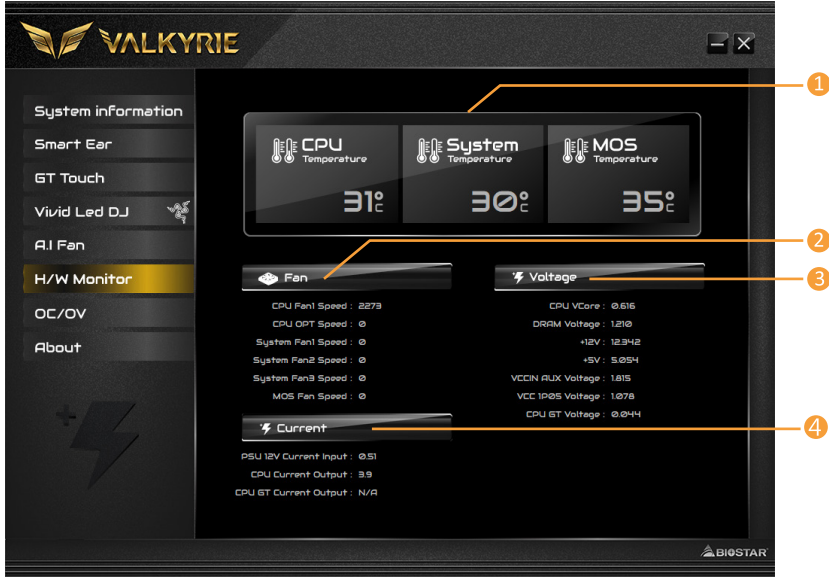 VALKYRIE
1
System information
Smart Ear
GT Touch
Vivid Led DJ
A.I Fan
H/W Monitor
OC/OV
About
CPU
Temperature
31°C
System
Temperature
30°C
MOS
Temperature
35°C
2
Fan
CPU Fan1 Speed : 2273
CPU OPT Speed : 0
System Fan1 Speed : 0
System Fan2 Speed : 0
System Fan3 Speed : 0
MOS Fan Speed : 0
3
Voltage
CPU VCore : 0.616
DRAM Voltage : 1.210
+12V : 12.342
+5V : 5.054
VCCIN AUX Voltage : 1.815
VCC 1P05 Voltage : 1.078
CPU GT Voltage : 0.044
4
Current
PSU 12V Current Input : 0.51
CPU Current Output : 3.9
CPU GT Current Output : N/A
BIOSTAR